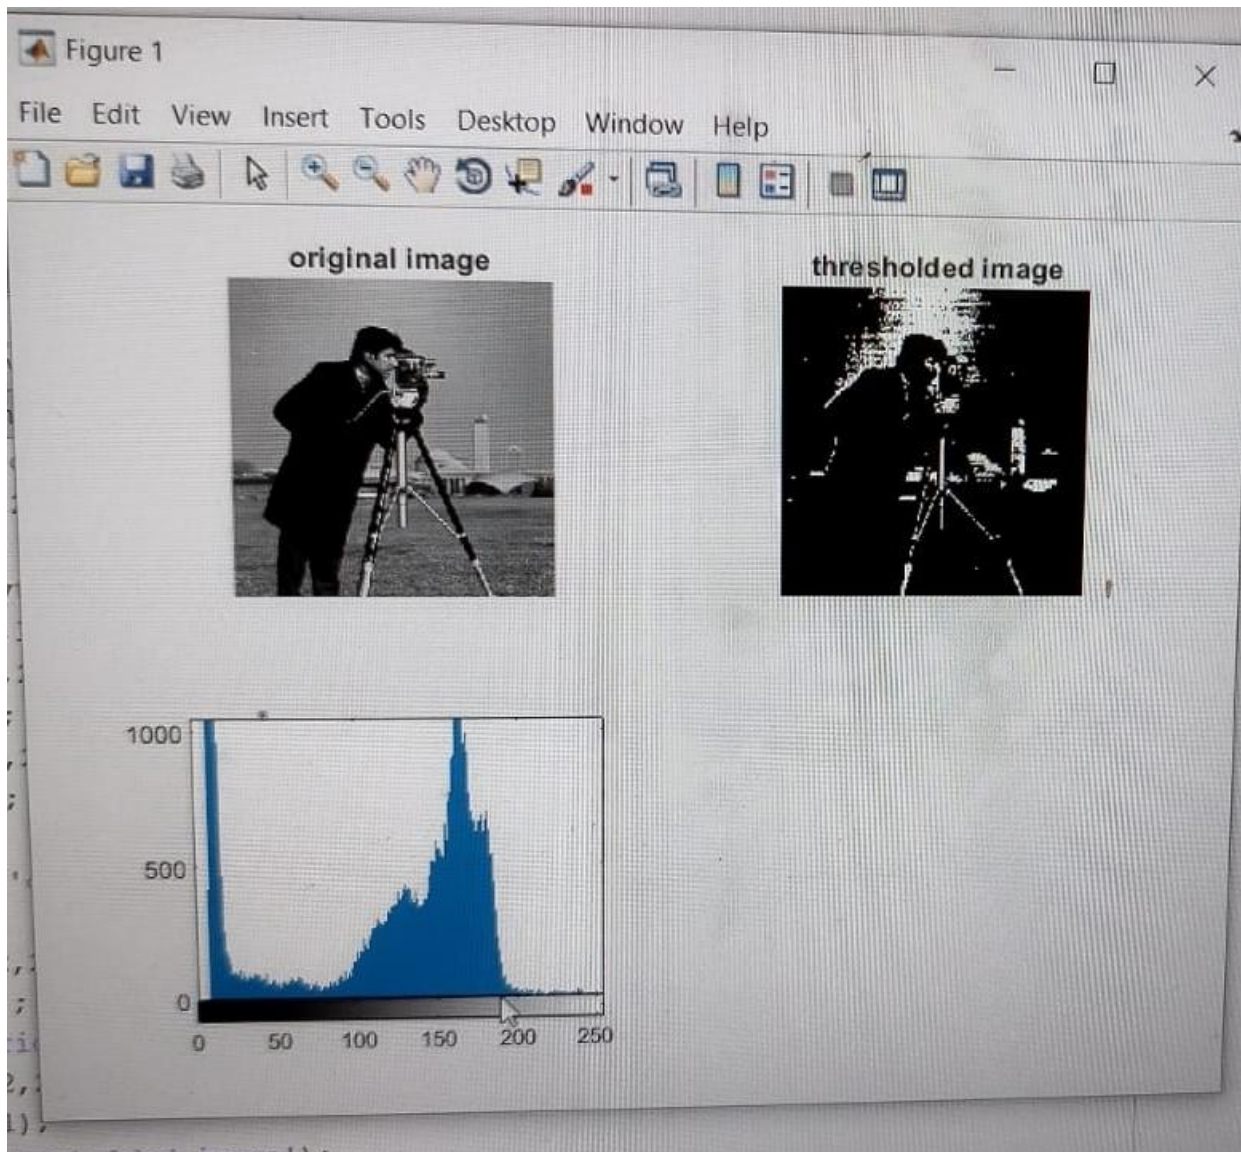 Figure 1
File Edit View Insert Tools Desktop Window Help
original image
thresholded image
1000
500
0
0 50 100 150 200 250